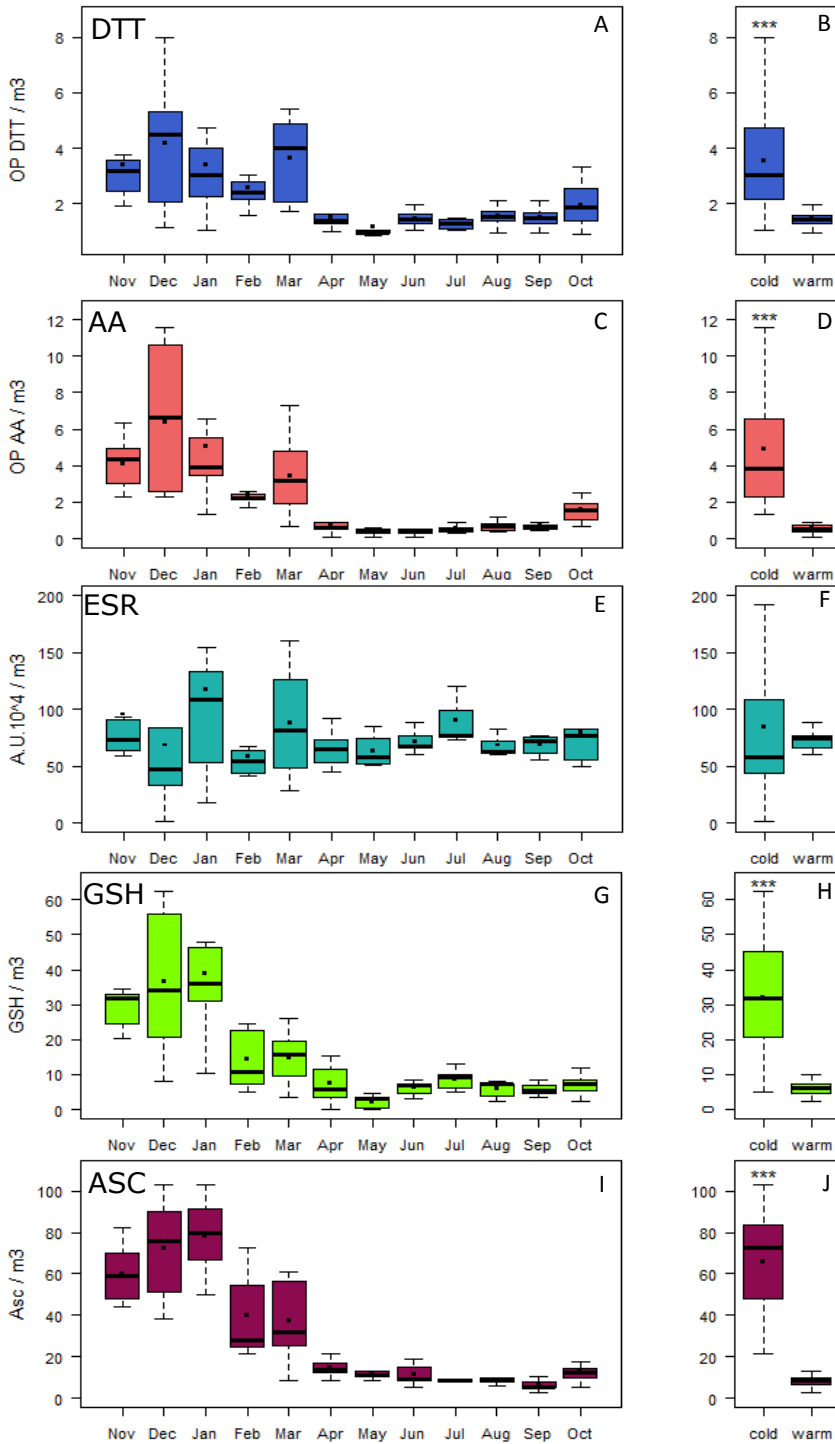 DTT A
OP DTT / m3
8
6
4
2
Nov Dec Jan Feb Mar Apr May Jun Jul Aug Sep Oct
B
***
8
6
4
2
cold warm
AA C
OP AA / m3
12
10
8
6
4
2
0
Nov Dec Jan Feb Mar Apr May Jun Jul Aug Sep Oct
D
***
12
10
8
6
4
2
0
cold warm
ESR E
A.U.10^4 / m3
200
150
100
50
0
Nov Dec Jan Feb Mar Apr May Jun Jul Aug Sep Oct
F
200
150
100
50
0
cold warm
GSH G
GSH / m3
60
50
40
30
20
10
0
Nov Dec Jan Feb Mar Apr May Jun Jul Aug Sep Oct
H
***
60
50
40
30
20
10
0
cold warm
ASC I
Asc / m3
100
80
60
40
20
0
Nov Dec Jan Feb Mar Apr May Jun Jul Aug Sep Oct
J
***
100
80
60
40
20
0
cold warm